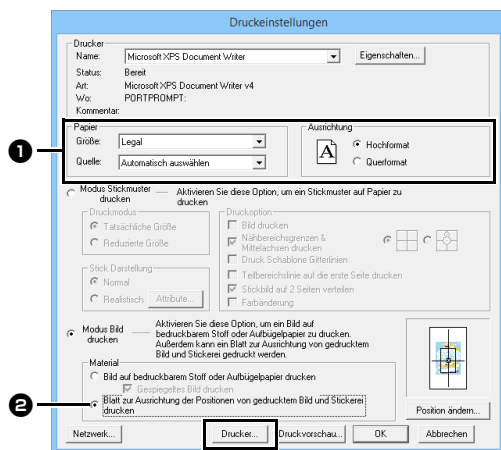 Druckeinstellungen
Drucker
Name: Microsoft XPS Document Writer Eigenschaften...
Status: Bereit
Art: Microsoft XPS Document Writer v4
Wo: PORTPROMPT:
Kommentar:
1
Papier
Größe: Legal
Quelle: Automatisch auswählen
Ausrichtung
A
Hochformat
Querformat
Modus Stickmuster drucken
Aktivieren Sie diese Option, um ein Stickmuster auf Papier zu
drucken
Druckmodus
Tatsächliche Größe
Reduzierte Größe
Stick Darstellung
Normal
Realistisch Attribute...
Druckoption
Bild drucken
Nähbereichsgrenzen &
Mittelachsen drucken
Druck Schablone Gitterlinien
Teilbereichslinie auf die erste Seite drucken
Stickbild auf 2 Seiten verteilen
Farbänderung
Modus Bild
drucken
Aktivieren Sie diese Option, um ein Bild auf
bedruckbarem Stoff oder Aufbügelpapier zu drucken.
Außerdem kann ein Blatt zur Ausrichtung von gedrucktem
Bild und Stickerei gedruckt werden.
Material
Bild auf bedruckbarem Stoff oder Aufbügelpapier drucken
Gespiegeltes Bild drucken
2
Blatt zur Ausrichtung der Positionen von gedrucktem Bild und Stickerei
drucken
Position ändern...
Netzwerk... Drucker... Druckvorschau... OK Abbrechen